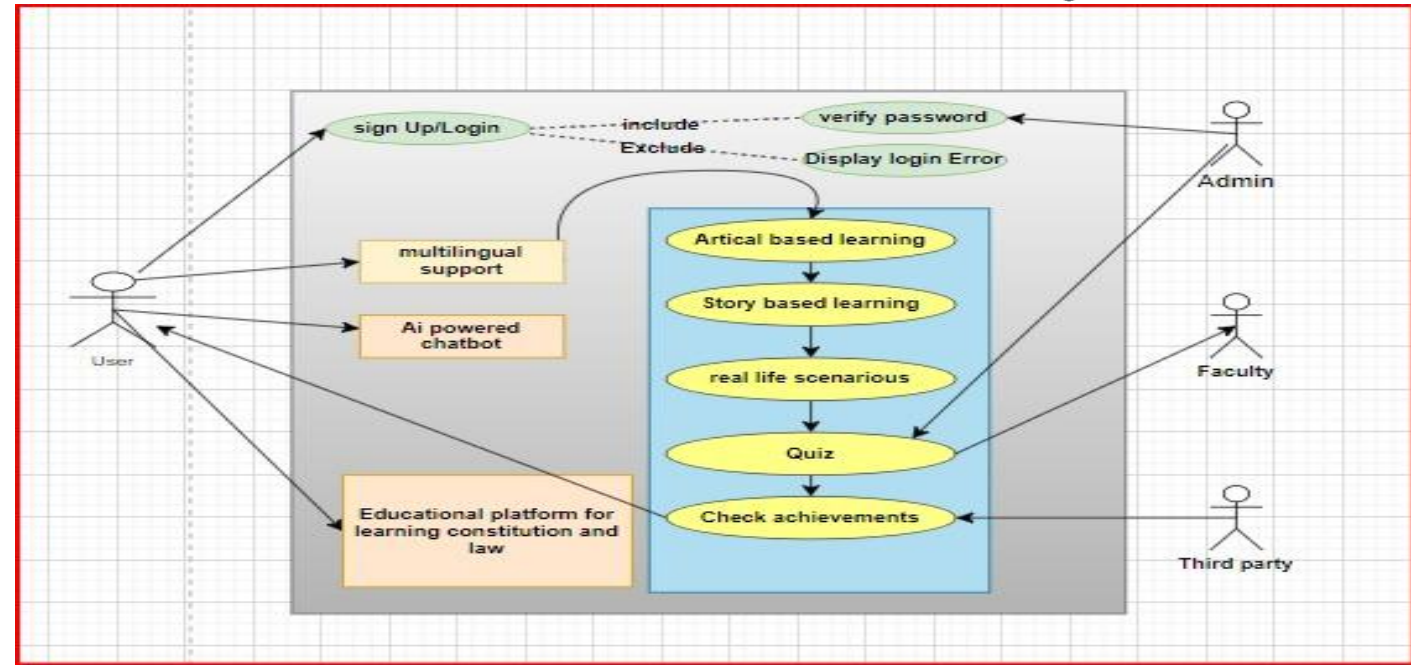 sign Up/Login
include
verify password
Exclude
Display login Error
Admin
multilingual
support
Artical based learning
Story based learning
Ai powered
chatbot
User
real life scenarious
Faculty
Quiz
Educational platform for
learning constitution and
law
Check achievements
Third party